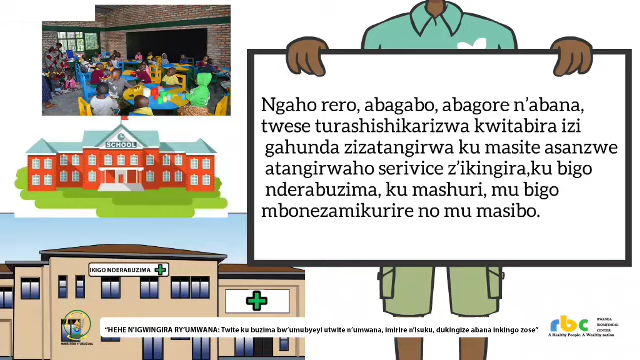 Ngaho rero, abagabo, abagore n’abana,
twese turashishikarizwa kwitabira izi
gahunda zizatangirwa ku masite asanzwe
atangirwaho serivice z’ikingira,ku bigo
nderabuzima, ku mashuri, mu bigo
mbonezamikurire no mu masibo.
SCHOOL
IKIGO NDERABUZIMA
“HEHE N’IGWINGIRA RY’UMWANA: Twite ku buzima bw’umubyeyi utwite n’umwana, imirire n’isuku, dukingize abana inkingo zose”
rbc
RWANDA
BIOMEDICAL
CENTER
A Healthy People, A Wealthy Nation